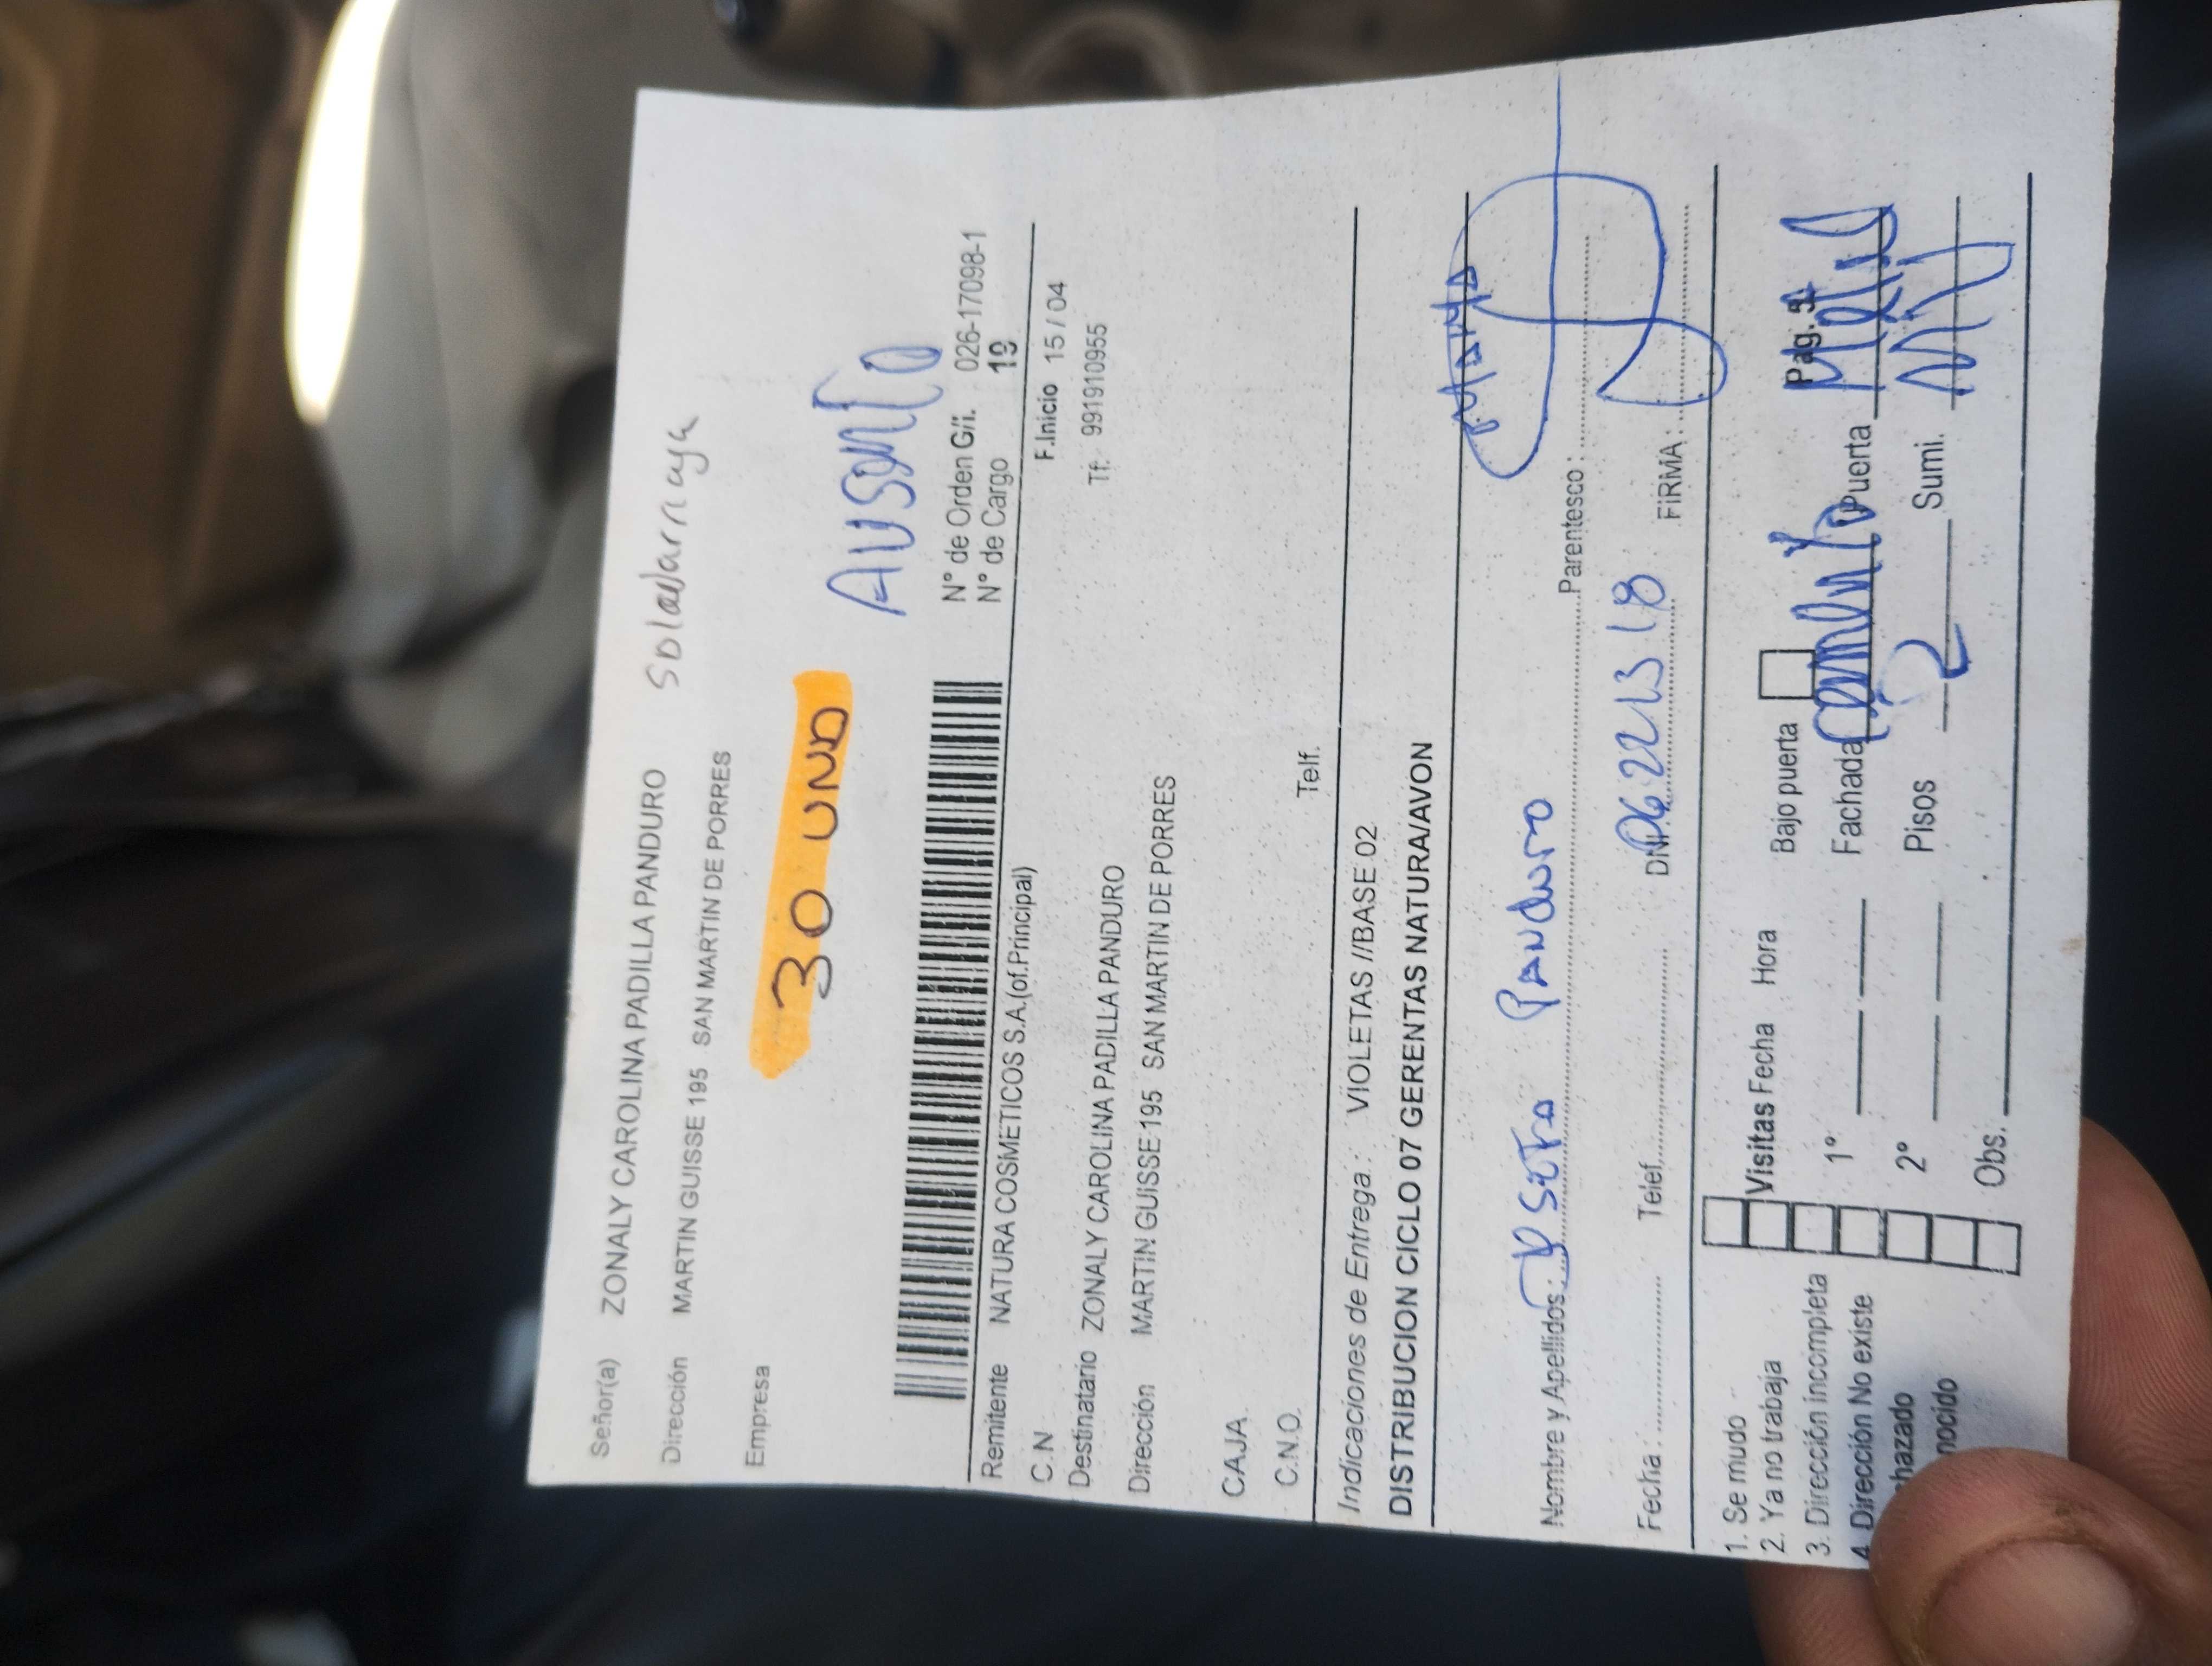 Señor(a) ZONALY CAROLINA PADILLA PANDURO
Dirección MARTIN GUISSE 195 SAN MARTIN DE PORRES
Empresa
30 UND
N° de Orden G/i. 026-17098-1
N° de Cargo 19
Remitente NATURA COSMETICOS S.A.(of.Principal)
C.N F.Inicio 15 / 04
Destinatario ZONALY CAROLINA PADILLA PANDURO Tf. 991910955
Dirección MARTIN GUISSE 195 SAN MARTIN DE PORRES
CAJA
C.N.O. Telf.
Indicaciones de Entrega : VIOLETAS //BASE 02
DISTRIBUCION CICLO 07 GERENTAS NATURA/AVON
Nombre y Apellidos: Panduro Parentesco :
Fecha : Telef. DNI FIRMA :
1. Se mudo
2. Ya no trabaja Visitas Fecha Hora Bajo puerta Pag.
3. Dirección incompleta 1° Fachada Puerta
4. Dirección No existe 2° Pisos 2 Sumi.
chazado Obs.
nocido